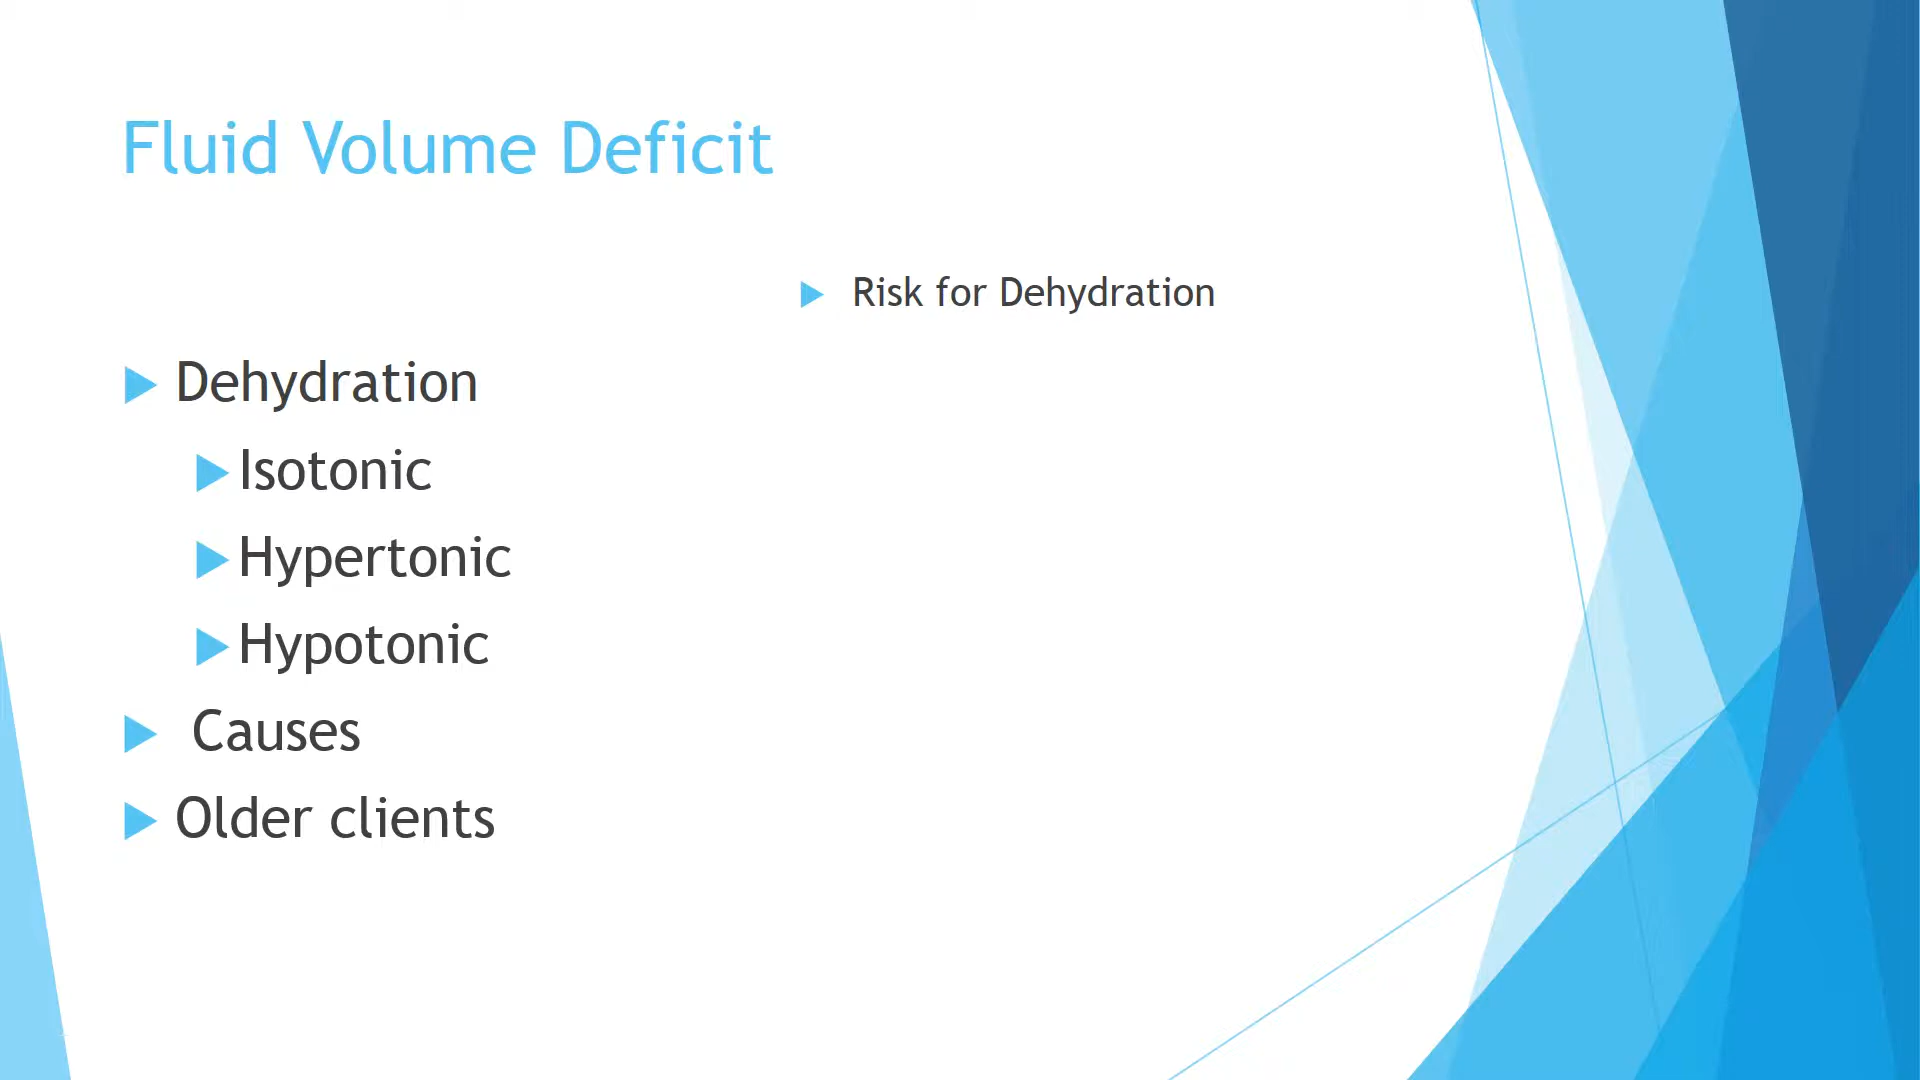 Fluid Volume Deficit
Risk for Dehydration
Dehydration
Isotonic
Hypertonic
Hypotonic
Causes
Older clients